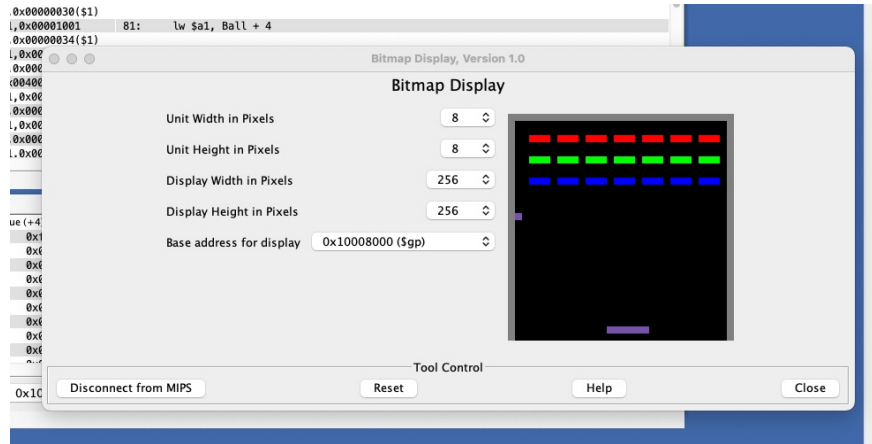 .0x00000030($1)
l,0x00001001 81: lw $a1, Ball + 4
.0x00000034($1)
Bitmap Display, Version 1.0
Bitmap Display
Unit Width in Pixels 8
Unit Height in Pixels 8
Display Width in Pixels 256
Display Height in Pixels 256
Base address for display 0x10008000 ($gp)
Tool Control
Disconnect from MIPS Reset Help Close